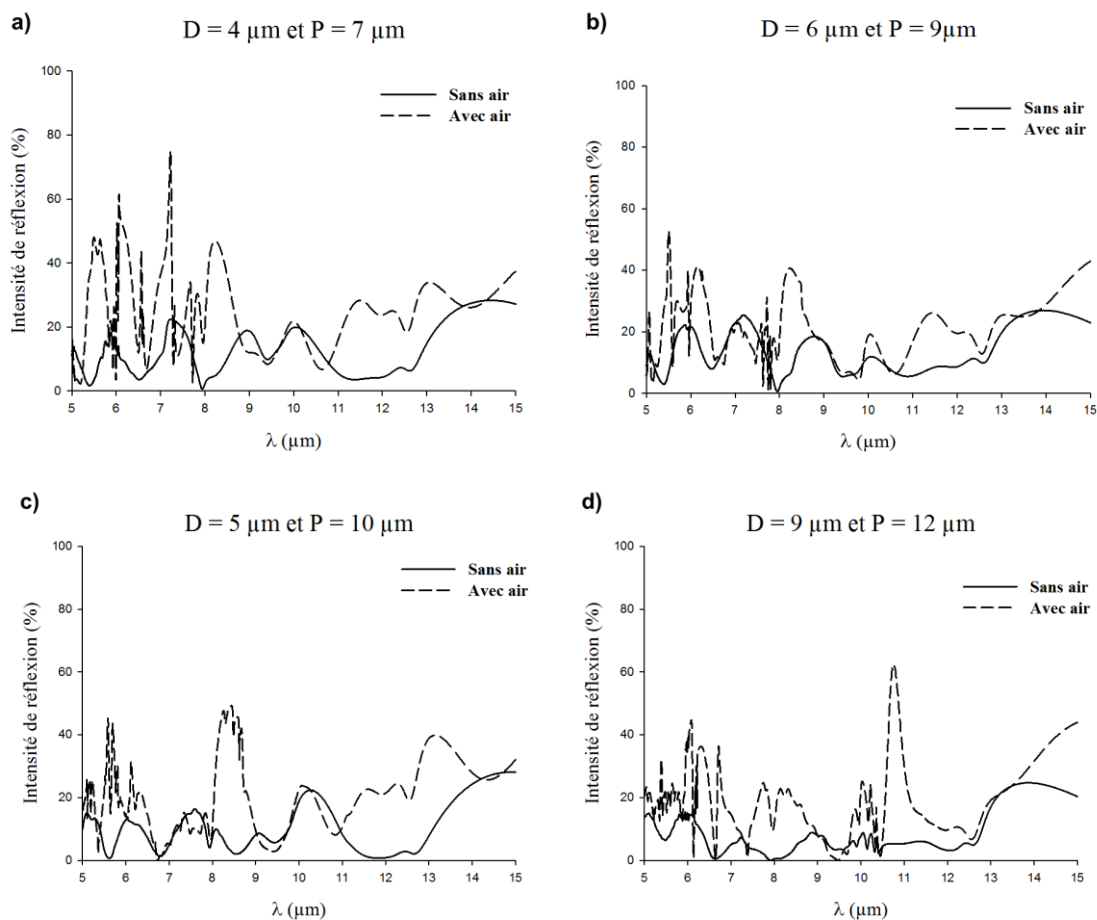 a)
D = 4 µm et P = 7 µm
Intensité de réflexion (%)
100
80
60
40
20
0
Sans air
Avec air
5 6 7 8 9 10 11 12 13 14 15
λ (µm)
b)
D = 6 µm et P = 9µm
Intensité de réflexion (%)
100
80
60
40
20
0
Sans air
Avec air
5 6 7 8 9 10 11 12 13 14 15
λ (µm)
c)
D = 5 µm et P = 10 µm
Intensité de réflexion (%)
100
80
60
40
20
0
Sans air
Avec air
5 6 7 8 9 10 11 12 13 14 15
λ (µm)
d)
D = 9 µm et P = 12 µm
Intensité de réflexion (%)
100
80
60
40
20
0
Sans air
Avec air
5 6 7 8 9 10 11 12 13 14 15
λ (µm)